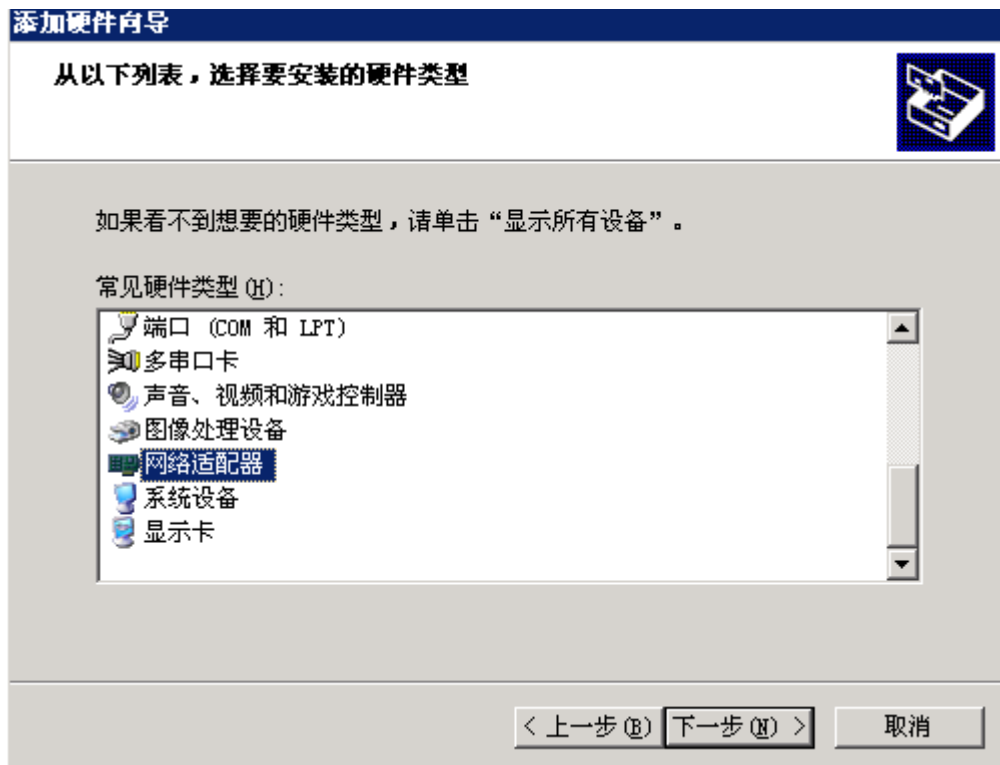 添加硬件向导
从以下列表，选择要安装的硬件类型
如果看不到想要的硬件类型，请单击“显示所有设备”。
常见硬件类型(H):
端口 (COM 和 LPT)
多串口卡
声音、视频和游戏控制器
图像处理设备
网络适配器
系统设备
显示卡
< 上一步(B) 下一步(N) > 取消